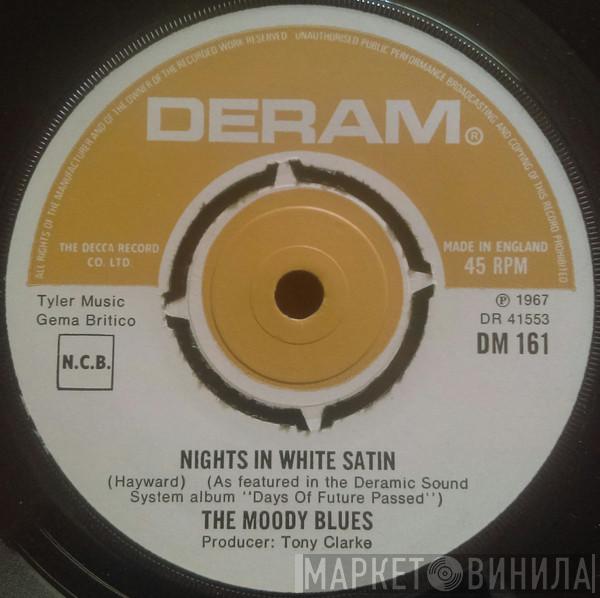 ALL RIGHTS OF THE MANUFACTURER AND OF THE OWNER OF THE RECORDED WORK RESERVED UNAUTHORISED PUBLIC PERFORMANCE BROADCASTING AND COPYING OF THIS RECORD PROHIBITED
DERAM®
THE DECCA RECORD
CO. LTD.
MADE IN ENGLAND
45 RPM
Tyler Music
Gema Britico
N.C.B.
℗ 1967
DR 41553
DM 161
NIGHTS IN WHITE SATIN
(Hayward) (As featured in the Deramic Sound
System album "Days Of Future Passed")
THE MOODY BLUES
Producer: Tony Clarke
МАРКЕТ ВИНИЛА